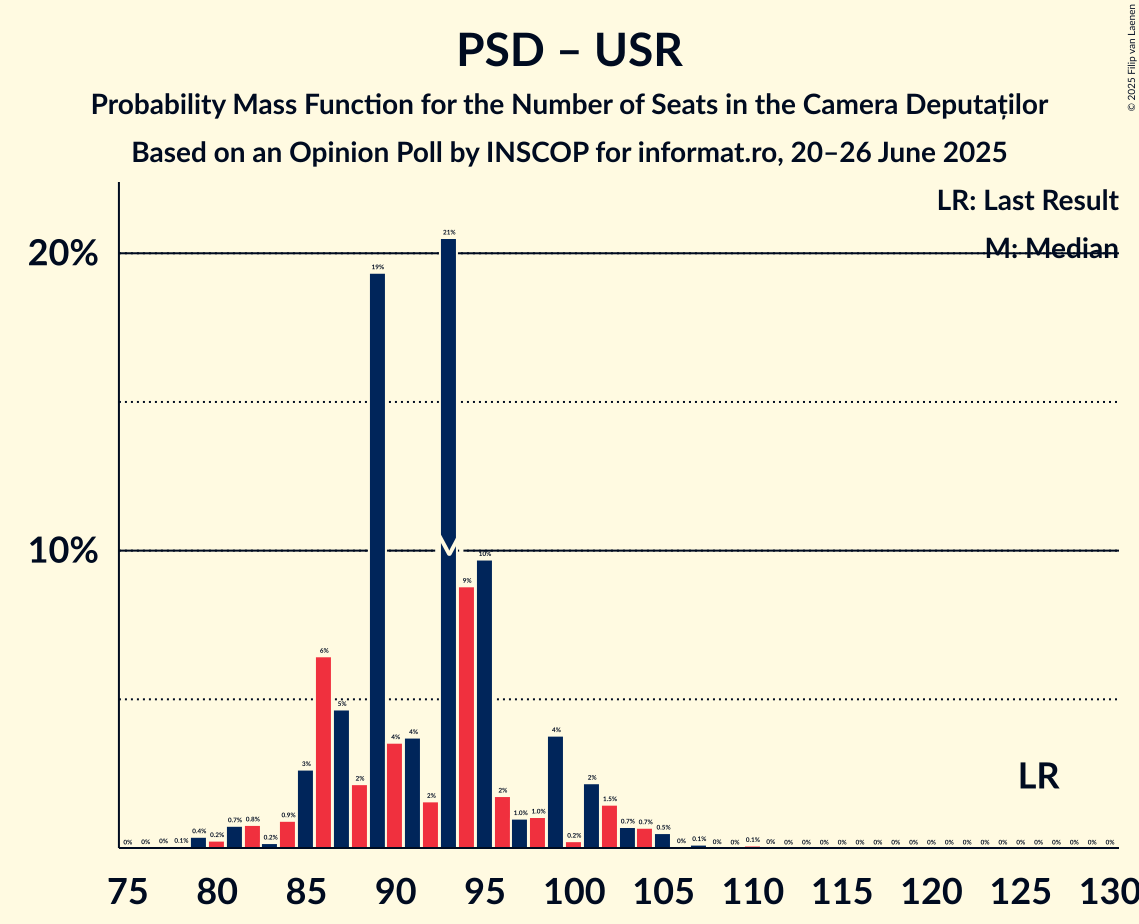 PSD – USR
Probability Mass Function for the Number of Seats in the Camera Deputaților
Based on an Opinion Poll by INSCOP for informat.ro, 20–26 June 2025
© 2025 Filip van Laenen
LR: Last Result
M: Median
20%
10%
0% 0% 0% 0.1% 0.4% 0.2% 0.7% 0.8% 0.2% 0.9% 3% 6% 5% 2% 19% 4% 4% 2% 21% 9% 10% 2% 1.0% 1.0% 4% 0.2% 2% 1.5% 0.7% 0.7% 0.5% 0% 0.1% 0% 0% 0.1% 0% 0% 0% 0% 0% 0% 0% 0% 0% 0% 0% 0% 0% 0% 0% 0% 0% 0% 0% 0%
LR
75 80 85 90 95 100 105 110 115 120 125 130